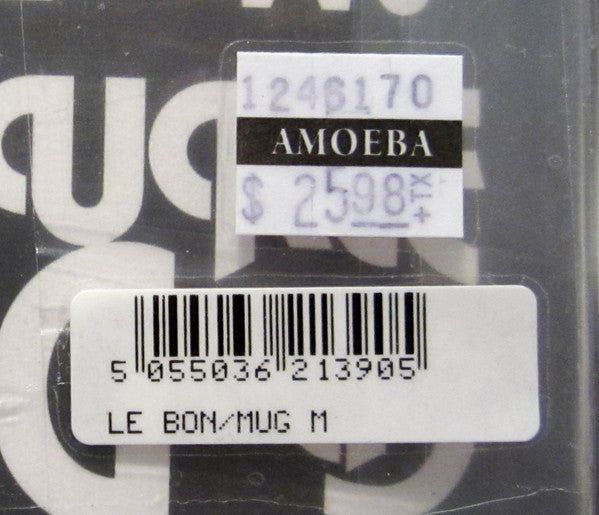 1246170
AMOEBA
$ 25.98 +TX
5 055036 213905
LE BON/MUG M